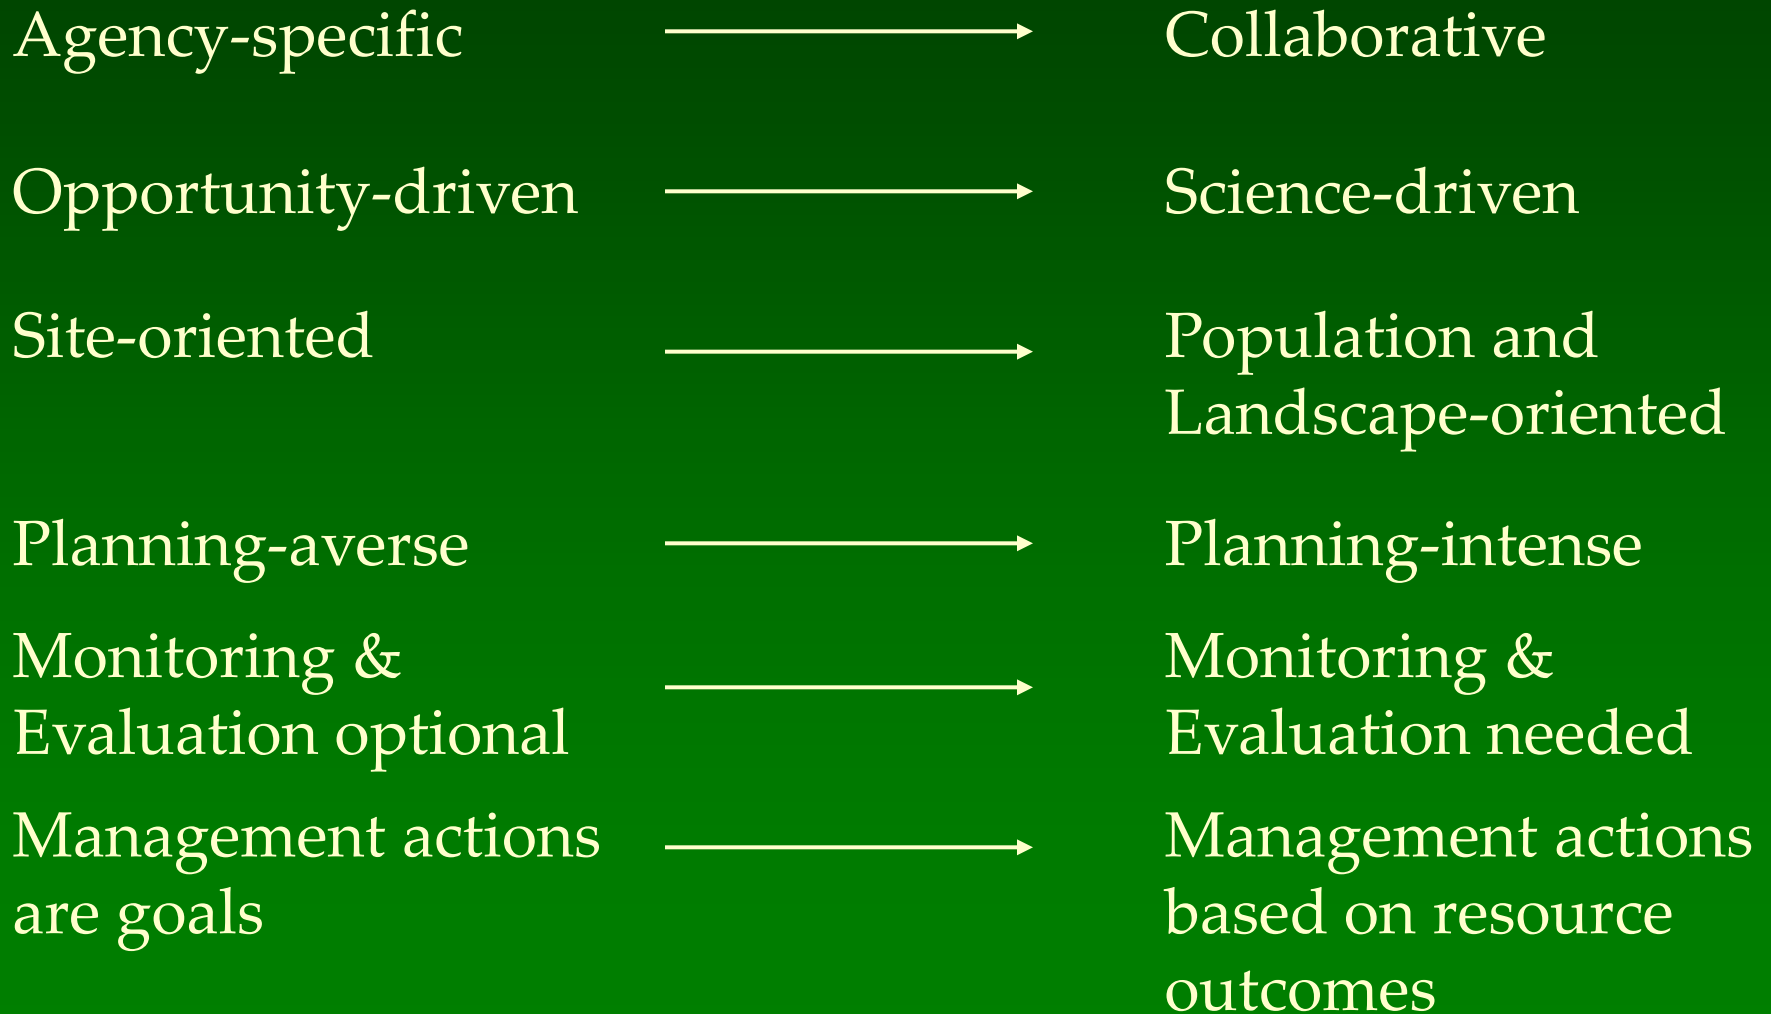 Agency-specific
Collaborative
Opportunity-driven
Science-driven
Site-oriented
Population and
Landscape-oriented
Planning-averse
Planning-intense
Monitoring &
Evaluation optional
Monitoring &
Evaluation needed
Management actions
are goals
Management actions
based on resource
outcomes